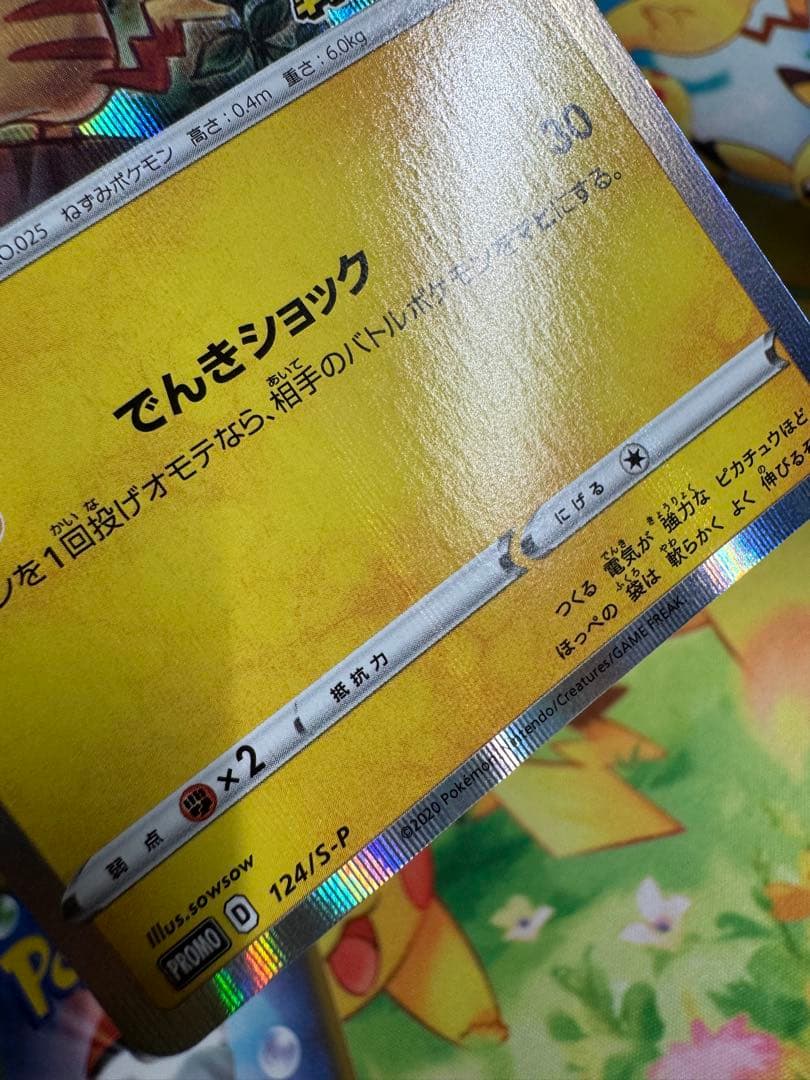 O.025 ねずみポケモン 高さ:0.4m 重さ:6.0kg
でんきショック 30
ンを1回投げオモテなら、相手のバトルポケモンをマヒにする。
弱点 ×2 抵抗力 にげる
つくる 電気が 強力な ピカチュウほど
ほっぺの 袋は 軟らかく よく 伸びるぞ
Illus.sowsow
PROMO D 124/S-P
©2020 Pokémon/Nintendo/Creatures/GAME FREAK